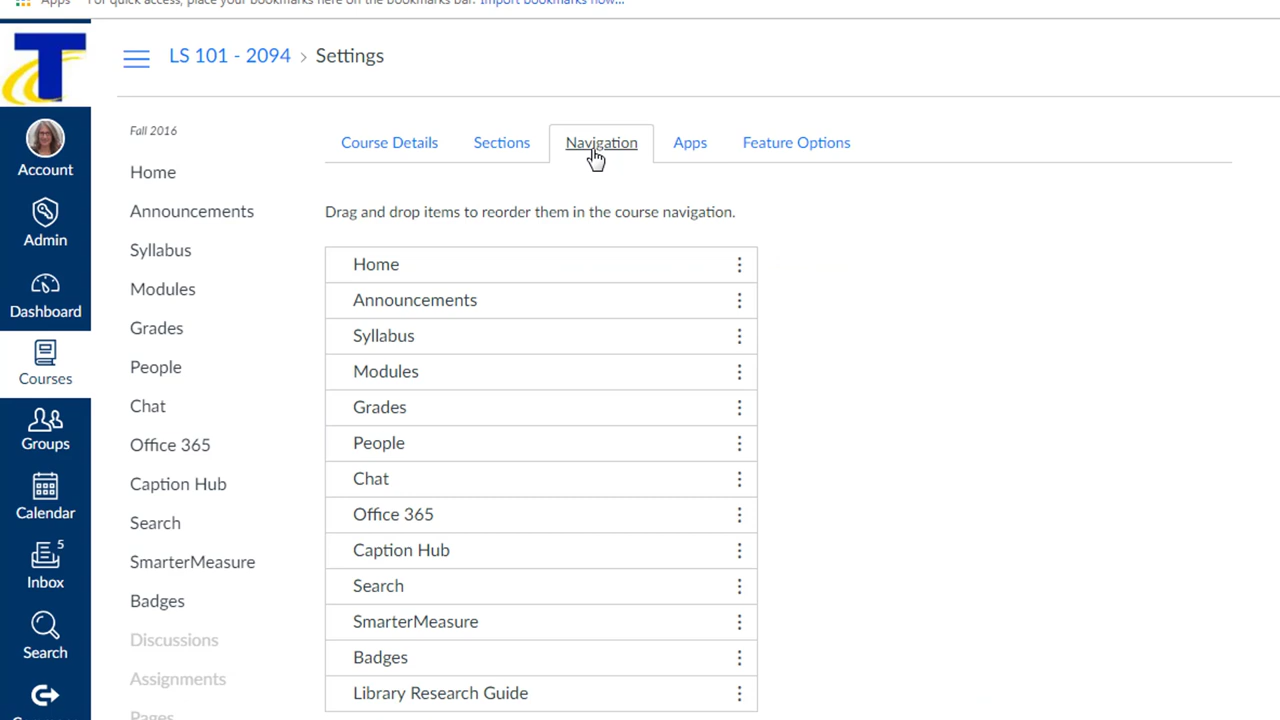 Apps For quick access, place your bookmarks here on the bookmarks bar. Import bookmarks now...
T
LS 101 - 2094 > Settings
Account
Admin
Dashboard
Courses
Groups
Calendar
5
Inbox
Search
Fall 2016
Home
Announcements
Syllabus
Modules
Grades
People
Chat
Office 365
Caption Hub
Search
SmarterMeasure
Badges
Discussions
Assignments
Pages
Course Details Sections Navigation Apps Feature Options
Drag and drop items to reorder them in the course navigation.
Home
Announcements
Syllabus
Modules
Grades
People
Chat
Office 365
Caption Hub
Search
SmarterMeasure
Badges
Library Research Guide